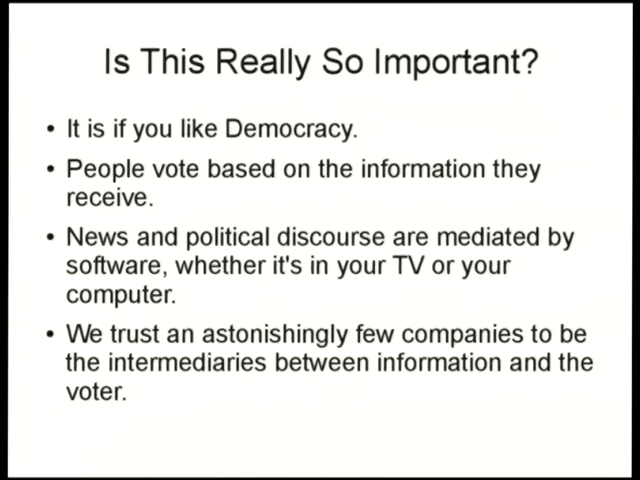 Is This Really So Important?
• It is if you like Democracy.
• People vote based on the information they
receive.
• News and political discourse are mediated by
software, whether it's in your TV or your
computer.
• We trust an astonishingly few companies to be
the intermediaries between information and the
voter.